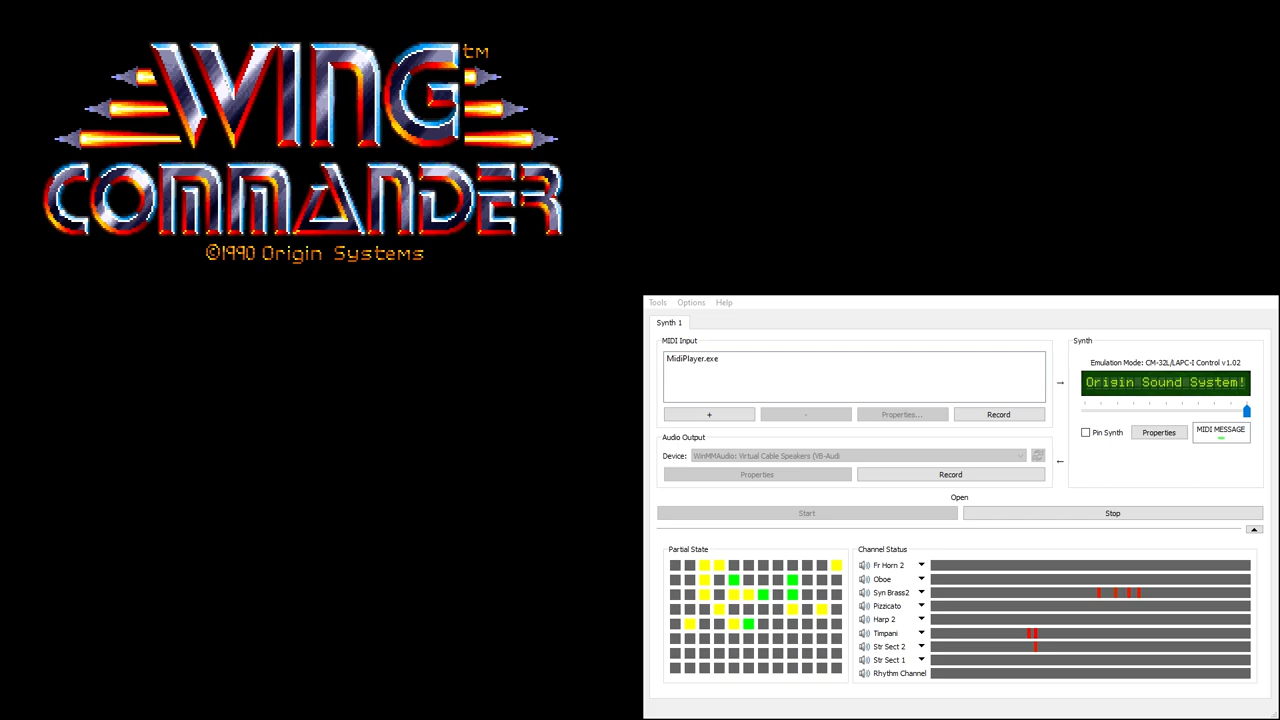 WING™
COMMANDER
©1990 Origin Systems
Tools Options Help
Synth 1
MIDI Input
MidiPlayer.exe
+ - Properties... Record
Audio Output
Device: WinMMAudio: Virtual Cable Speakers (VB-Audi
Properties Record
Synth
Emulation Mode: CM-32L/LAPC-I Control v1.02
Origin Sound System!
Pin Synth Properties MIDI MESSAGE
Open
Start Stop
Partial State
Channel Status
Fr Horn 2
Oboe
Syn Brass2
Pizzicato
Harp 2
Timpani
Str Sect 2
Str Sect 1
Rhythm Channel